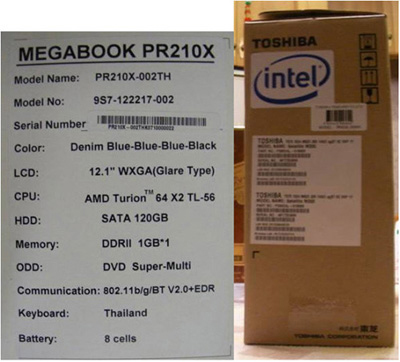 MEGABOOK PR210X
Model Name: PR210X-002TH
Model No: 9S7-122217-002
Serial Number
Color: Denim Blue-Blue-Blue-Black
LCD: 12.1" WXGA(Glare Type)
CPU: AMD Turion™ 64 X2 TL-56
HDD: SATA 120GB
Memory: DDRII 1GB*1
ODD: DVD Super-Multi
Communication: 802.11b/g/BT V2.0+EDR
Keyboard: Thailand
Battery: 8 cells
TOSHIBA
intel
TOSHIBA
TOSHIBA
TOSHIBA CORPORATION